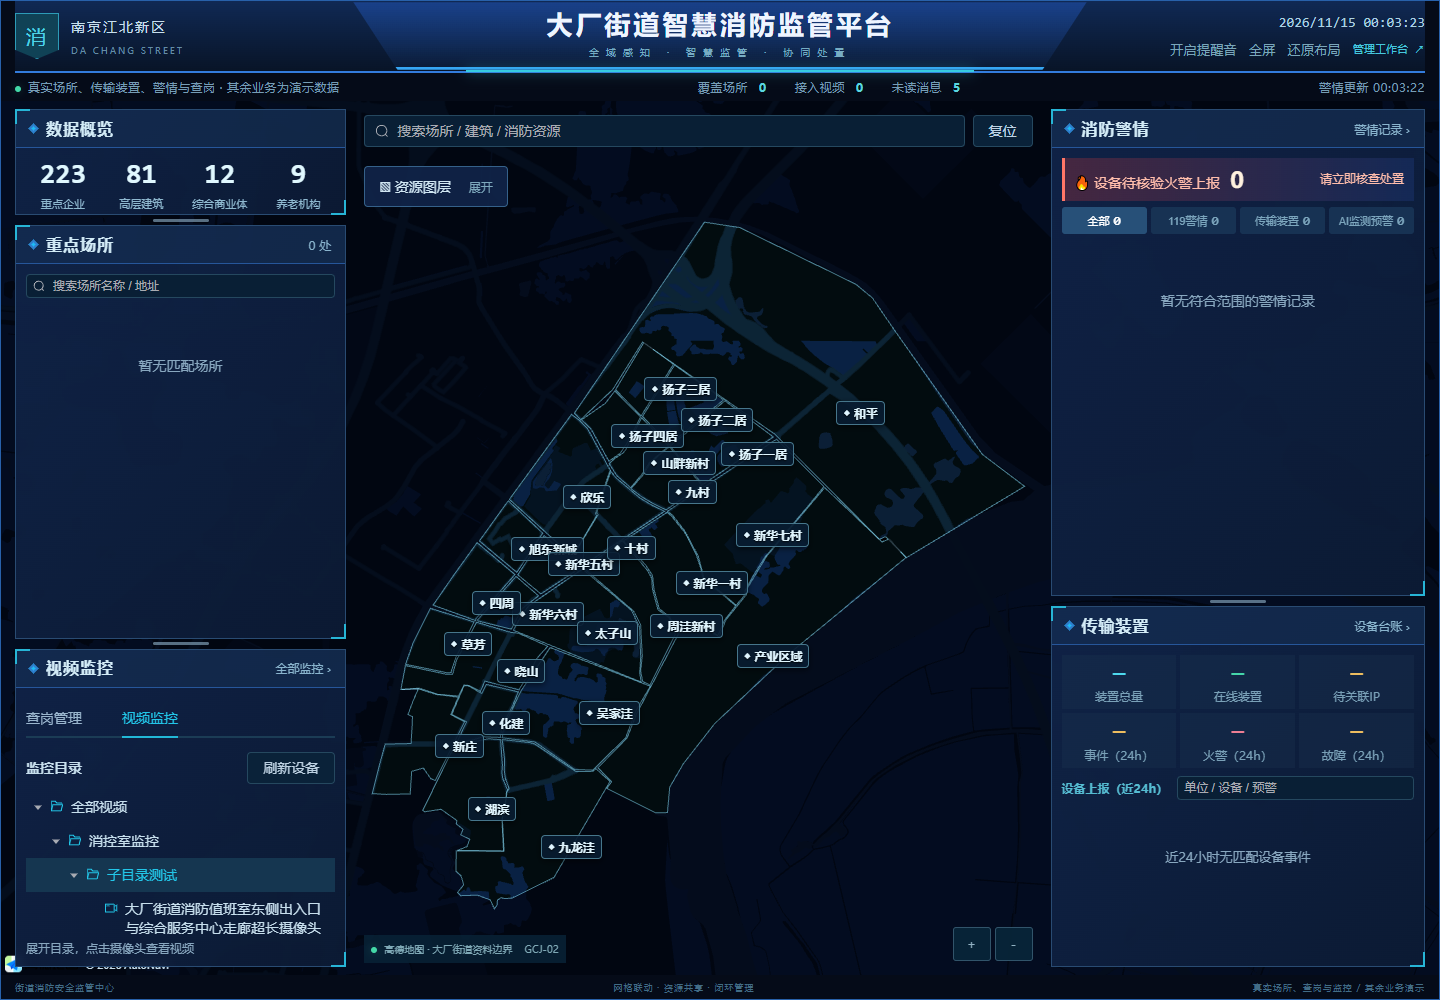 消
南京江北新区
DA CHANG STREET
大厂街道智慧消防监管平台
全域感知 · 智慧监管 · 协同处置
2026/11/15 00:03:23
开启提醒音 全屏 还原布局 管理工作台 ↗
真实场所、传输装置、警情与查岗 · 其余业务为演示数据
覆盖场所 0 接入视频 0 未读消息 5
警情更新 00:03:22
数据概览
223 81 12 9
重点企业 高层建筑 综合商业体 养老机构
重点场所 0 处
搜索场所名称 / 地址
暂无匹配场所
视频监控 全部监控 ›
查岗管理 视频监控
监控目录 刷新设备
全部视频
消控室监控
子目录测试
大厂街道消防值班室东侧出入口
与综合服务中心走廊超长摄像头
展开目录，点击摄像头查看视频
搜索场所 / 建筑 / 消防资源 复位
资源图层 展开
扬子三居
和平
扬子二居
扬子四居
扬子一居
山畔新村
九村
欣乐
新华七村
旭东新城
十村
新华五村
新华一村
四周
新华六村
周洼新村
太子山
草芳
产业区域
晓山
吴家洼
化建
新庄
湖滨
九龙洼
高德地图 · 大厂街道资料边界 GCJ-02
+ -
消防警情 警情记录 ›
设备待核验火警上报 0 请立即核查处置
全部 0 119警情 0 传输装置 0 AI监测预警 0
暂无符合范围的警情记录
传输装置 设备台账 ›
— — —
装置总量 在线装置 待关联IP
— — —
事件（24h） 火警（24h） 故障（24h）
设备上报（近24h） 单位 / 设备 / 预警
近24小时无匹配设备事件
街道消防安全监管中心
网格联动 · 资源共享 · 闭环管理
真实场所、查岗与监控 / 其余业务演示